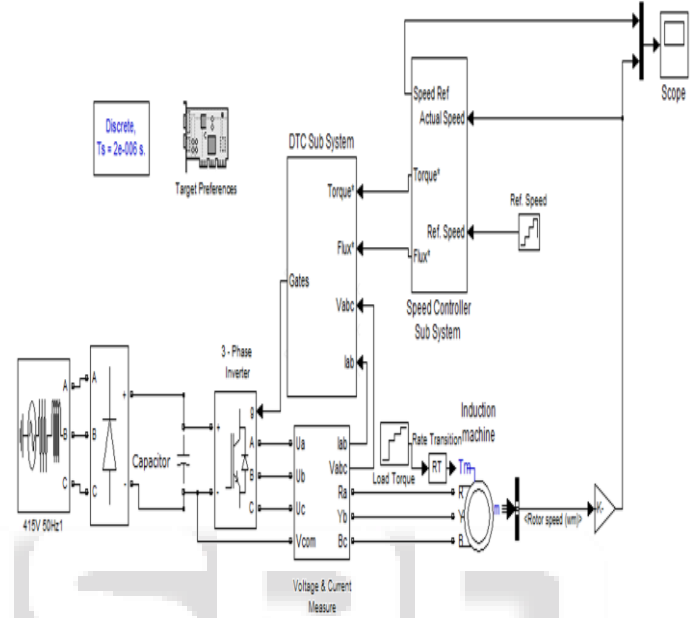 Scope
Speed Ref
Actual Speed
Torque*
Ref. Speed
Flux*
Speed Controller
Sub System
Ref. Speed
Discrete,
Ts = 2e-006 s.
Target Preferences
DTC Sub System
Torque*
Flux*
Gates
Vabc
Iab
3 - Phase
Inverter
g
A
B
C
+
-
A
B
C
415V 50Hz1
A
B
C
+
-
Capacitor
Ua
Ub
Uc
Vcom
Iab
Vabc
Ra
Yb
Bc
Voltage & Current
Measure
Load Torque
Rate Transition
RT
Induction
machine
Tm
R
Y
B
m
<Rotor speed (wm)>
K-